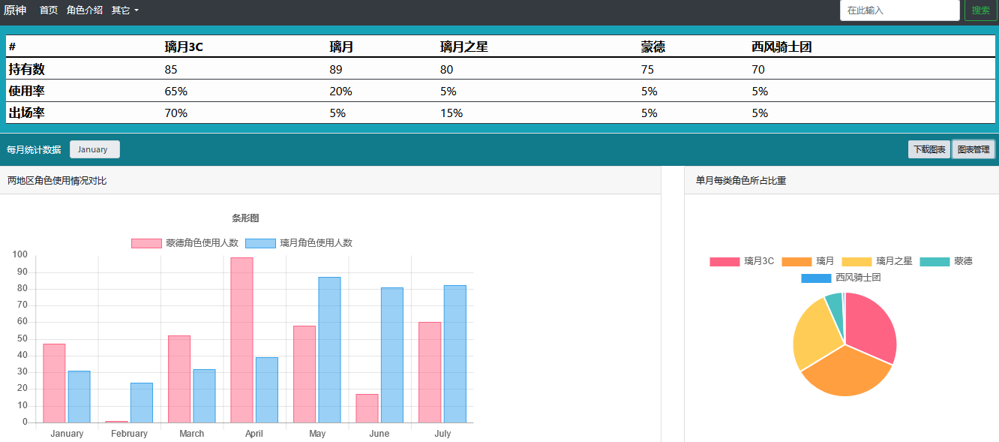 原神 首页 角色介绍 其它 在此输入 搜索
# 璃月3C 璃月 璃月之星 蒙德 西风骑士团
持有数 85 89 80 75 70
使用率 65% 20% 5% 5% 5%
出场率 70% 5% 15% 5% 5%
每月统计数据 January 下载图表 图表管理
两地区角色使用情况对比
条形图
蒙德角色使用人数 璃月角色使用人数
100
90
80
70
60
50
40
30
20
10
0
January February March April May June July
单月每类角色所占比重
璃月3C 璃月 璃月之星 蒙德
西风骑士团